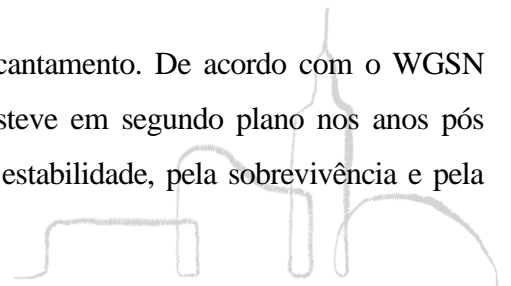 cantamento. De acordo com o WGSN
steve em segundo plano nos anos pós
estabilidade, pela sobrevivência e pela